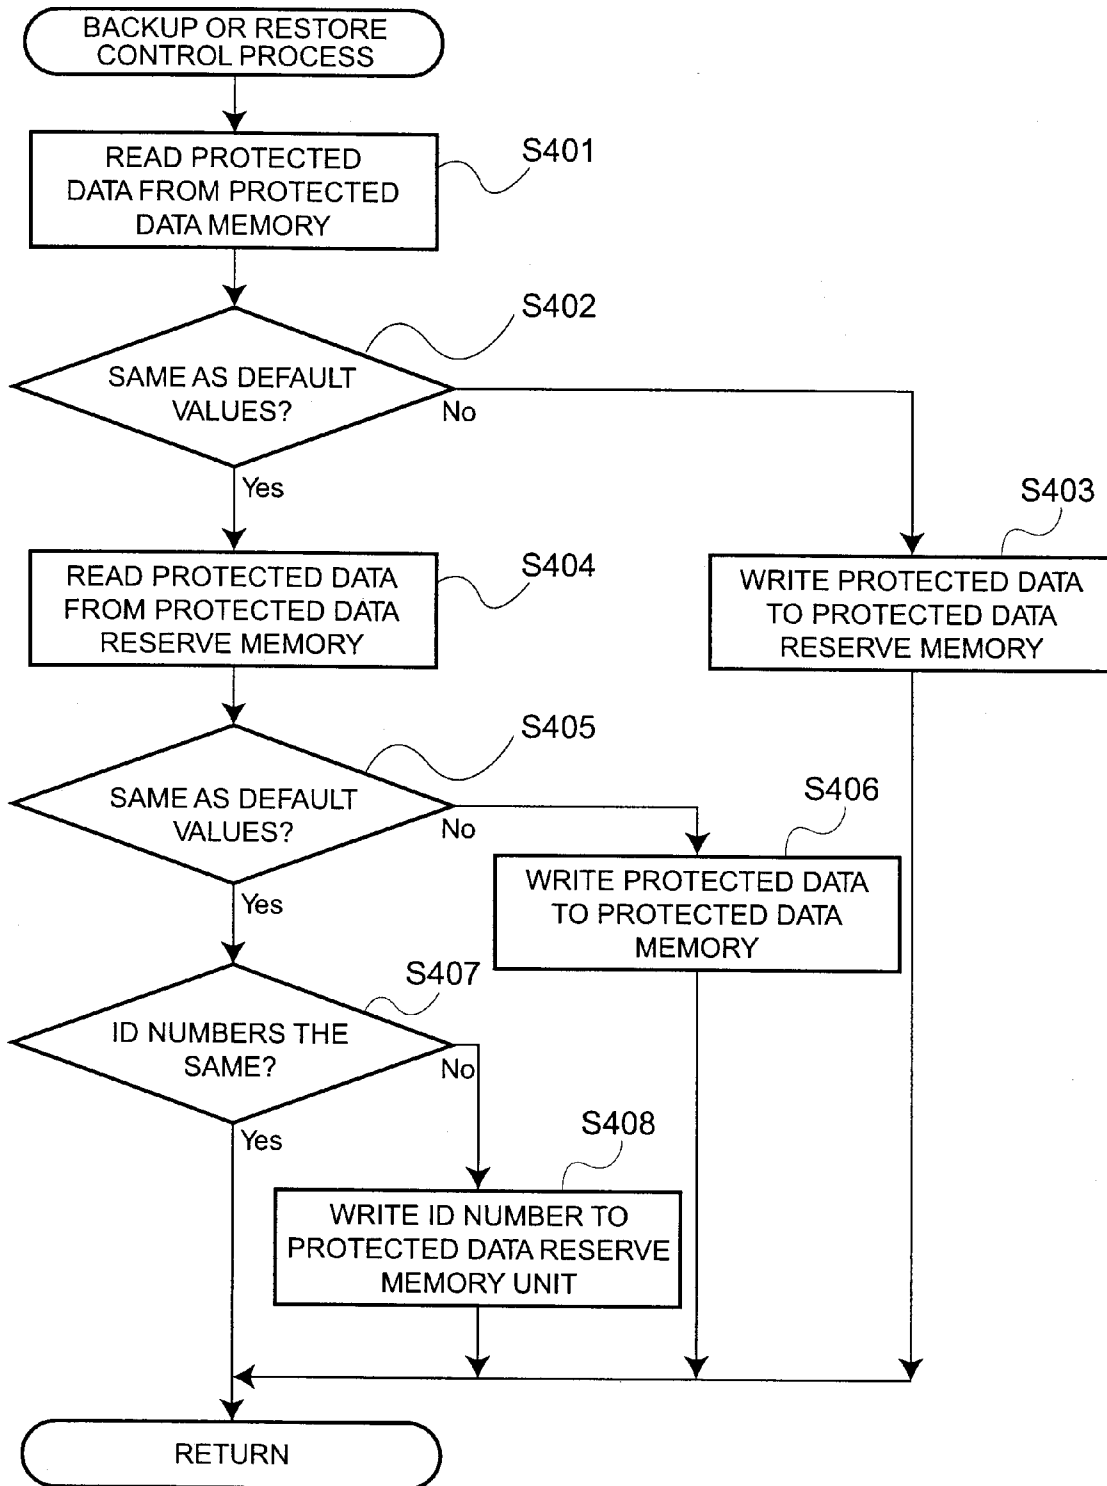 BACKUP OR RESTORE
CONTROL PROCESS
S401
READ PROTECTED
DATA FROM PROTECTED
DATA MEMORY
S402
SAME AS DEFAULT
VALUES?
No
Yes
S403
WRITE PROTECTED DATA
TO PROTECTED DATA
RESERVE MEMORY
S404
READ PROTECTED DATA
FROM PROTECTED DATA
RESERVE MEMORY
S405
SAME AS DEFAULT
VALUES?
No
Yes
S406
WRITE PROTECTED DATA
TO PROTECTED DATA
MEMORY
S407
ID NUMBERS THE
SAME?
No
Yes
S408
WRITE ID NUMBER TO
PROTECTED DATA RESERVE
MEMORY UNIT
RETURN